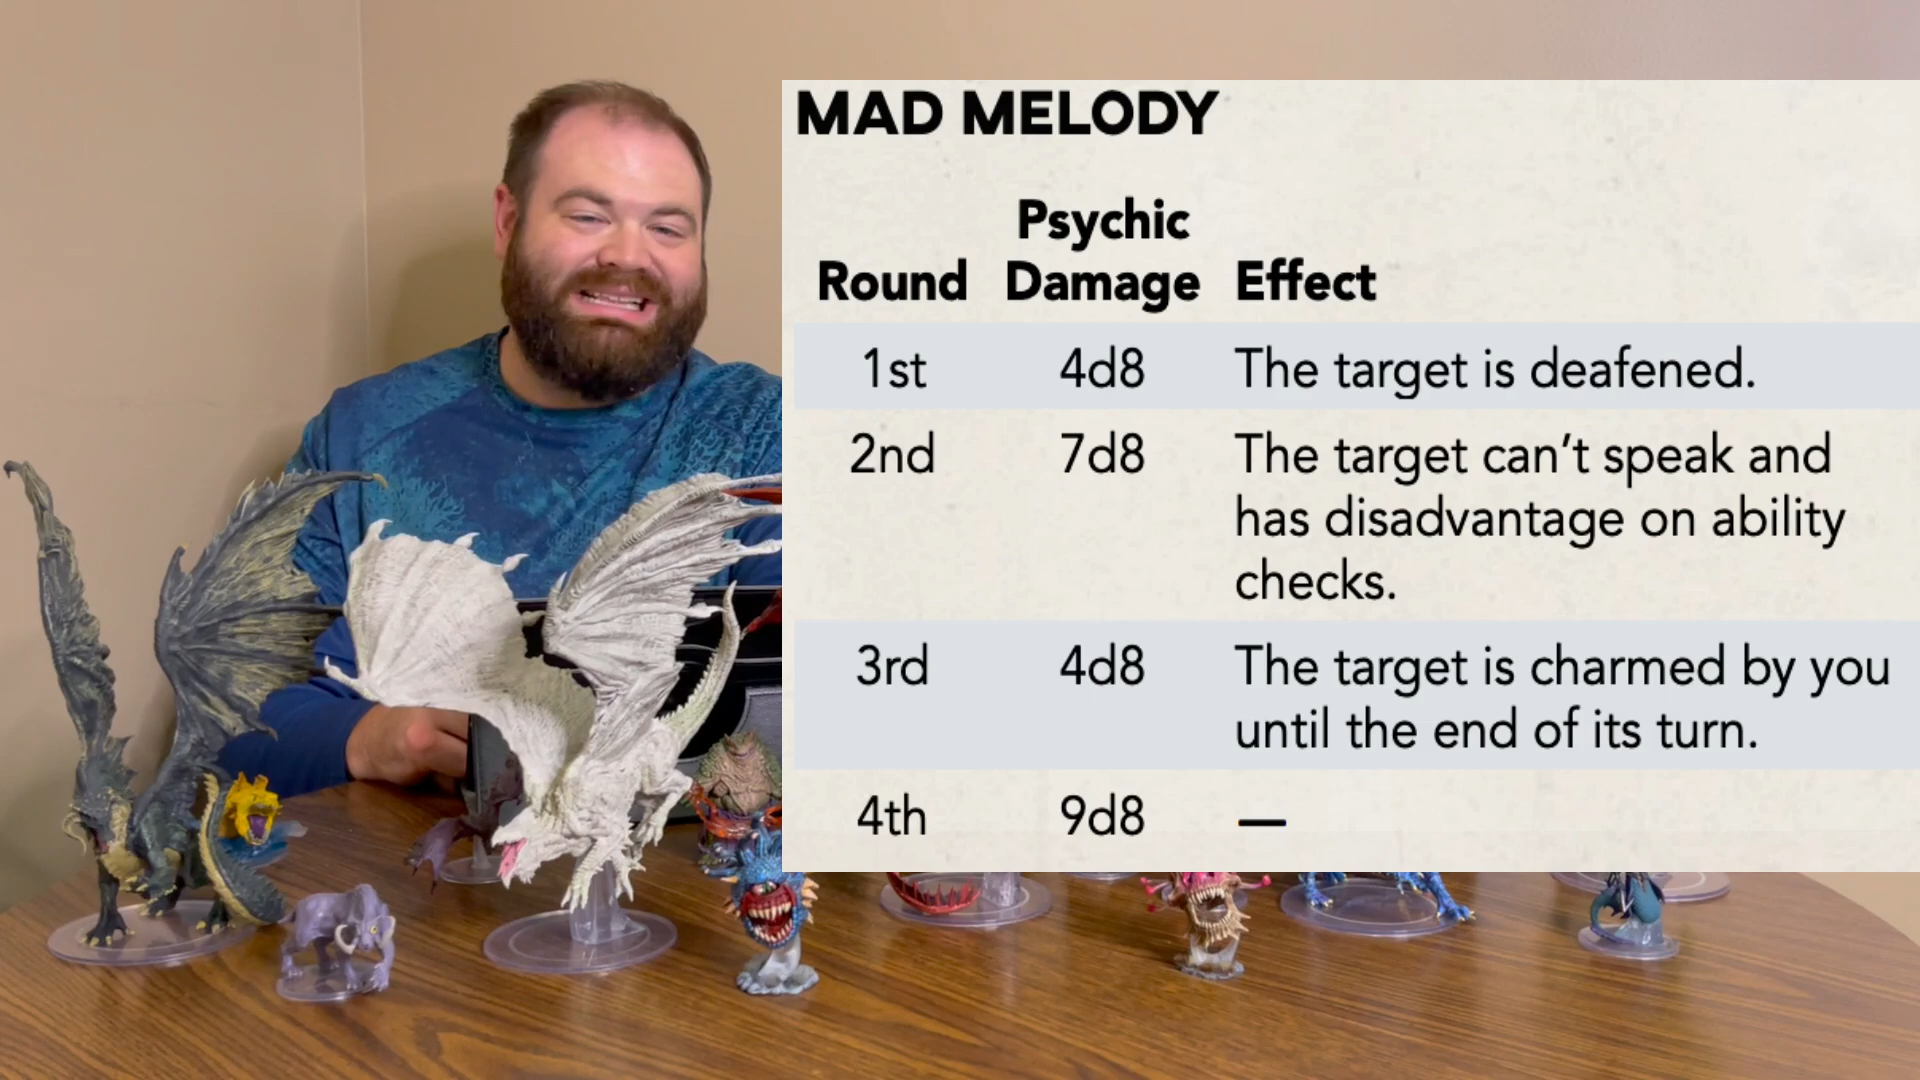 MAD MELODY
Psychic
Round Damage Effect
1st 4d8 The target is deafened.
2nd 7d8 The target can’t speak and
has disadvantage on ability
checks.
3rd 4d8 The target is charmed by you
until the end of its turn.
4th 9d8 —